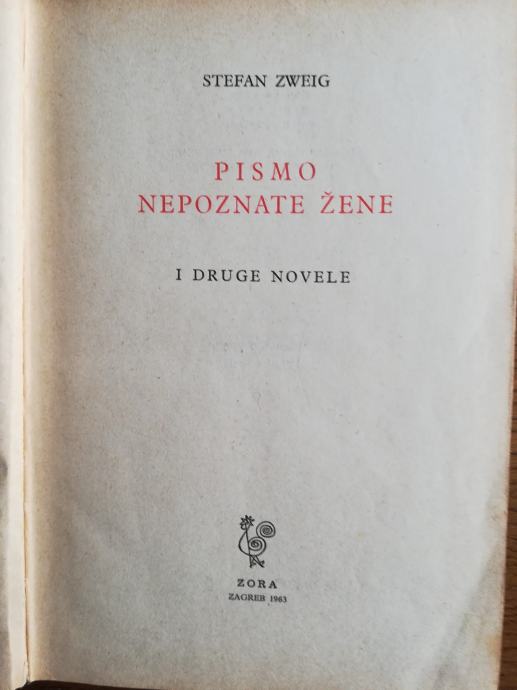 STEFAN ZWEIG
PISMO
NEPOZNATE ŽENE
I DRUGE NOVELE
ZORA
ZAGREB 1963